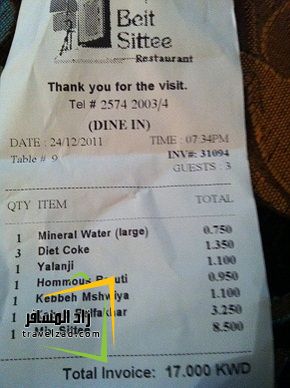 Beit
Sittee
Restaurant
Thank you for the visit.
Tel # 2574 2003/4
(DINE IN)
DATE : 24/12/2011 TIME : 07:34PM
Table # 9 INV#: 31094
GUESTS : 3
QTY ITEM TOTAL
1 Mineral Water (large) 0.750
3 Diet Coke 1.350
1 Yalanji 1.100
1 Hommous 0.950
1 Kebbeh Mshwiya 1.100
1 3.250
1 Sittee 8.500
زاد المسافر
travelzad.com
Total Invoice: 17.000 KWD